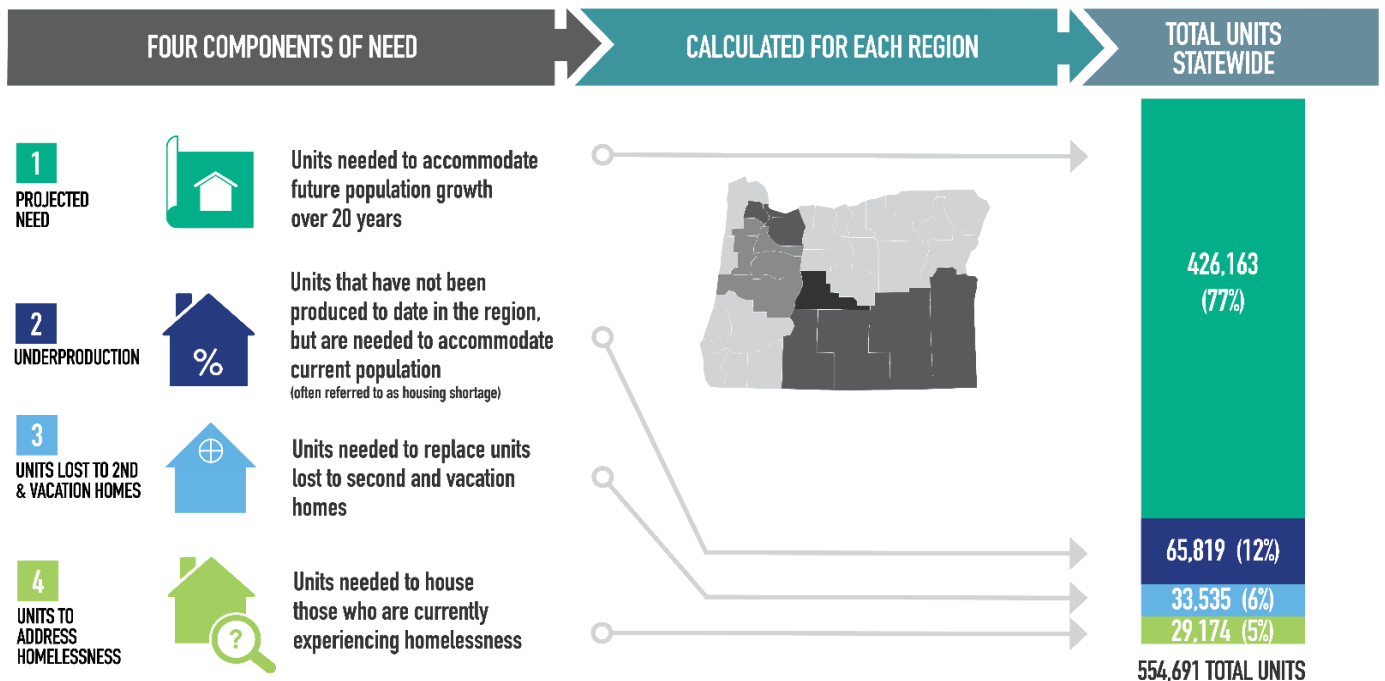 FOUR COMPONENTS OF NEED
CALCULATED FOR EACH REGION
TOTAL UNITS
STATEWIDE
1
PROJECTED
NEED
Units needed to accommodate
future population growth
over 20 years
2
UNDERPRODUCTION
%
Units that have not been
produced to date in the region,
but are needed to accommodate
current population
(often referred to as housing shortage)
3
UNITS LOST TO 2ND
& VACATION HOMES
Units needed to replace units
lost to second and vacation
homes
4
UNITS TO
ADDRESS
HOMELESSNESS
?
Units needed to house
those who are currently
experiencing homelessness
426,163
(77%)
65,819 (12%)
33,535 (6%)
29,174 (5%)
554,691 TOTAL UNITS